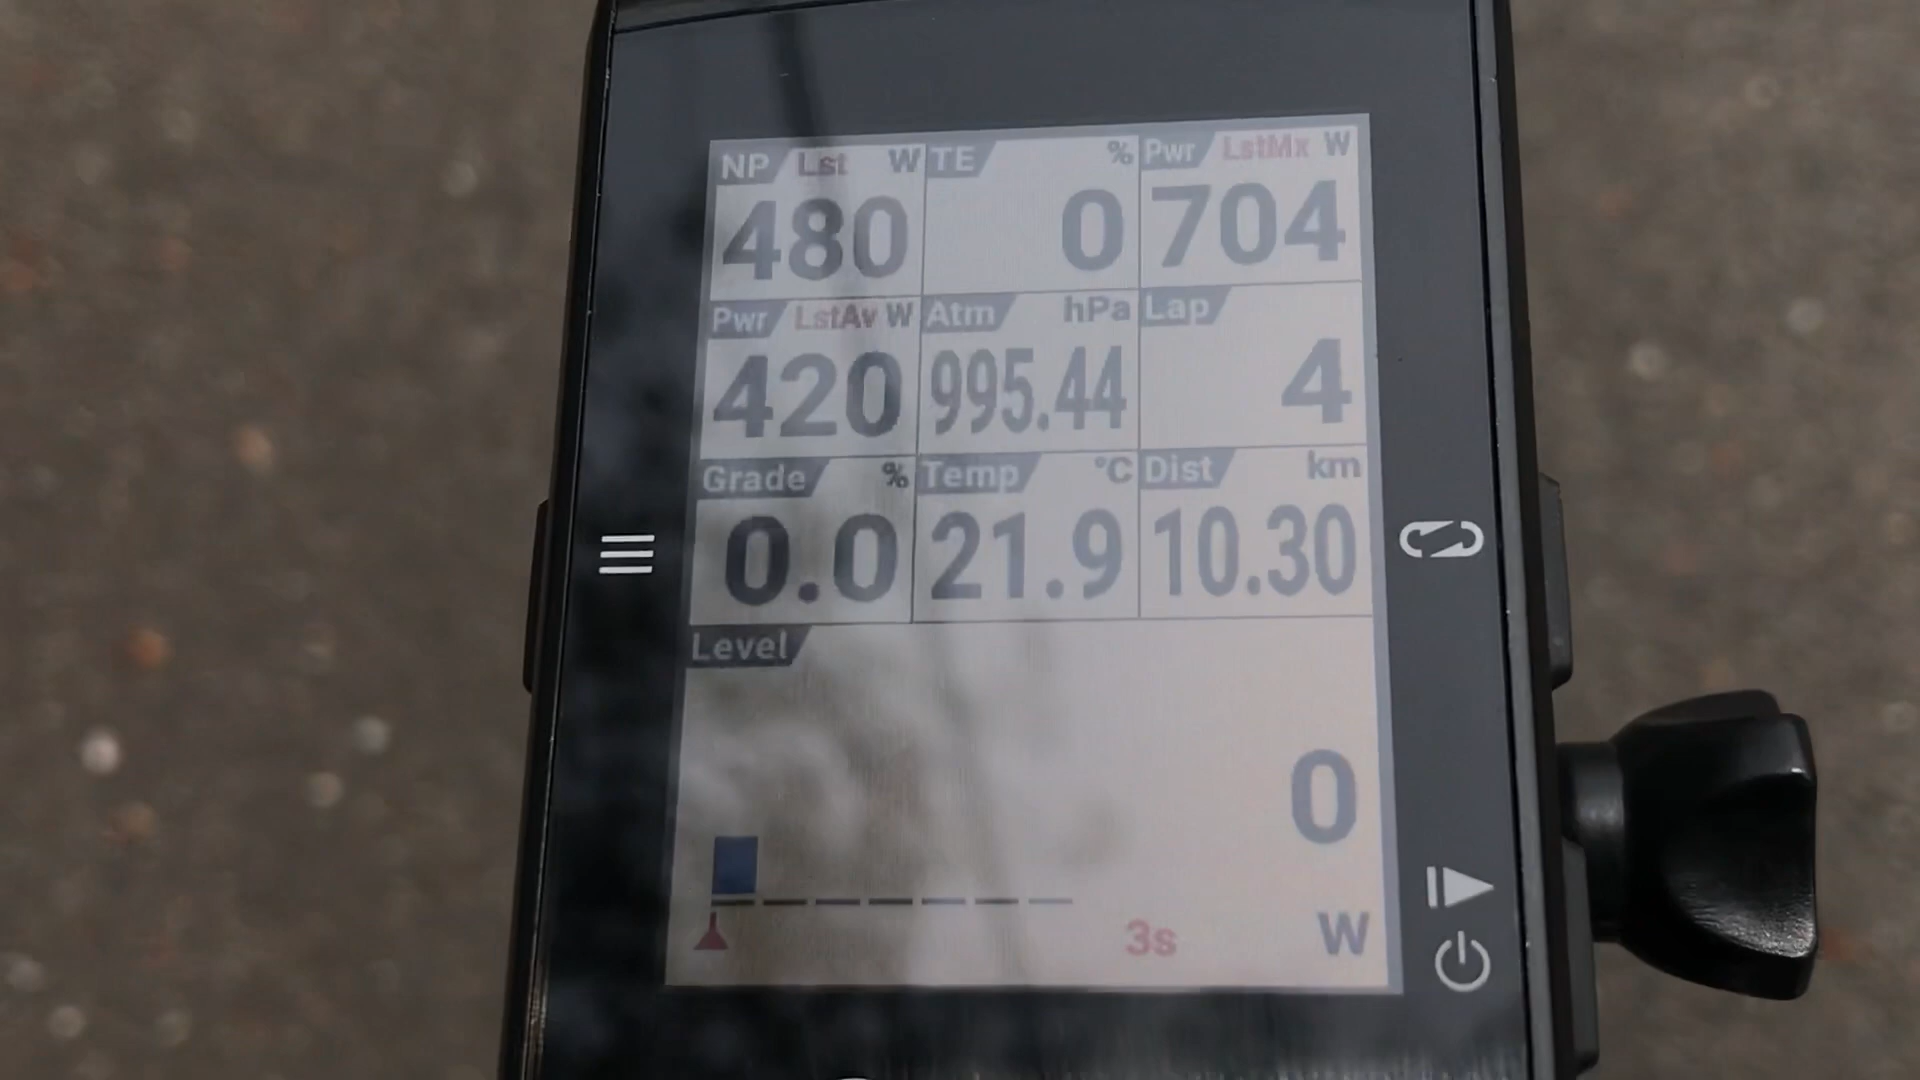 NP Lst W TE % Pwr LstMx W
480 0 704
Pwr LstAv W Atm hPa Lap
420 995.44 4
Grade % Temp °C Dist km
0.0 21.9 10.30
Level
0
3s W